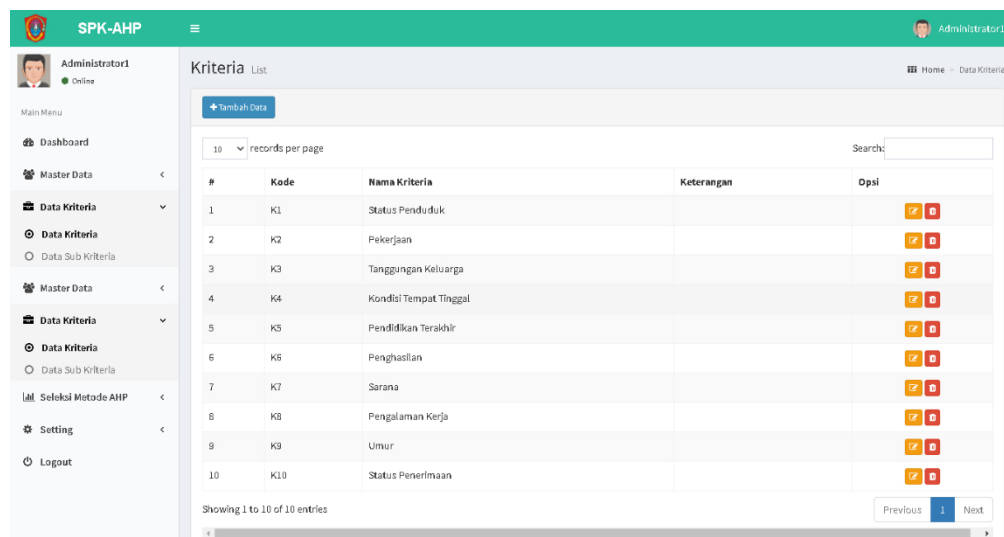 SPK-AHP
Administrator1
Administrator1
Online
Main Menu
Dashboard
Master Data
Data Kriteria
Data Kriteria
Data Sub Kriteria
Master Data
Data Kriteria
Data Kriteria
Data Sub Kriteria
Seleksi Metode AHP
Setting
Logout
Kriteria List
Home > Data Kriteria
+Tambah Data
10 records per page
Search:
# Kode Nama Kriteria Keterangan Opsi
1 K1 Status Penduduk
2 K2 Pekerjaan
3 K3 Tanggungan Keluarga
4 K4 Kondisi Tempat Tinggal
5 K5 Pendidikan Terakhir
6 K6 Penghasilan
7 K7 Sarana
8 K8 Pengalaman Kerja
9 K9 Umur
10 K10 Status Penerimaan
Showing 1 to 10 of 10 entries
Previous 1 Next